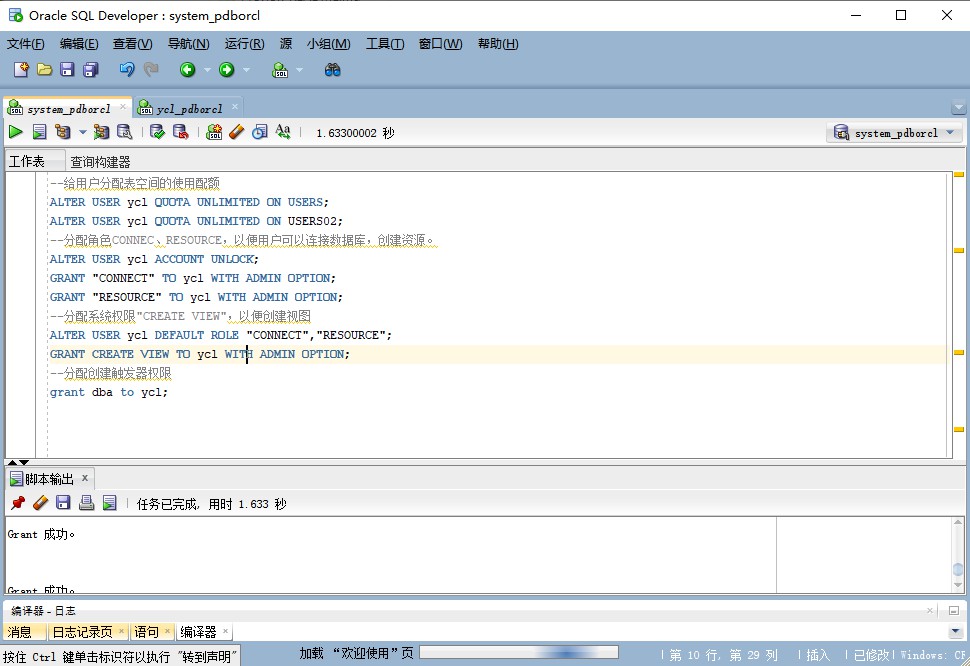 Oracle SQL Developer : system_pdborcl
文件(F) 编辑(E) 查看(V) 导航(N) 运行(R) 源 小组(M) 工具(T) 窗口(W) 帮助(H)
system_pdborcl × ycl_pdborcl ×
1.63300002 秒 system_pdborcl
工作表 查询构建器
--给用户分配表空间的使用配额
ALTER USER ycl QUOTA UNLIMITED ON USERS;
ALTER USER ycl QUOTA UNLIMITED ON USERS02;
--分配角色CONNEC、RESOURCE，以便用户可以连接数据库，创建资源。
ALTER USER ycl ACCOUNT UNLOCK;
GRANT "CONNECT" TO ycl WITH ADMIN OPTION;
GRANT "RESOURCE" TO ycl WITH ADMIN OPTION;
--分配系统权限"CREATE VIEW"，以便创建视图
ALTER USER ycl DEFAULT ROLE "CONNECT","RESOURCE";
GRANT CREATE VIEW TO ycl WITH ADMIN OPTION;
--分配创建触发器权限
grant dba to ycl;
脚本输出 ×
任务已完成, 用时 1.633 秒
Grant 成功。
Grant 成功。
编译器 - 日志
消息 日志记录页 × 语句 × 编译器 ×
按住 Ctrl 键单击标识符以执行 "转到声明" 加载 “欢迎使用” 页 第 10 行, 第 29 列 插入 已修改 Windows: CR